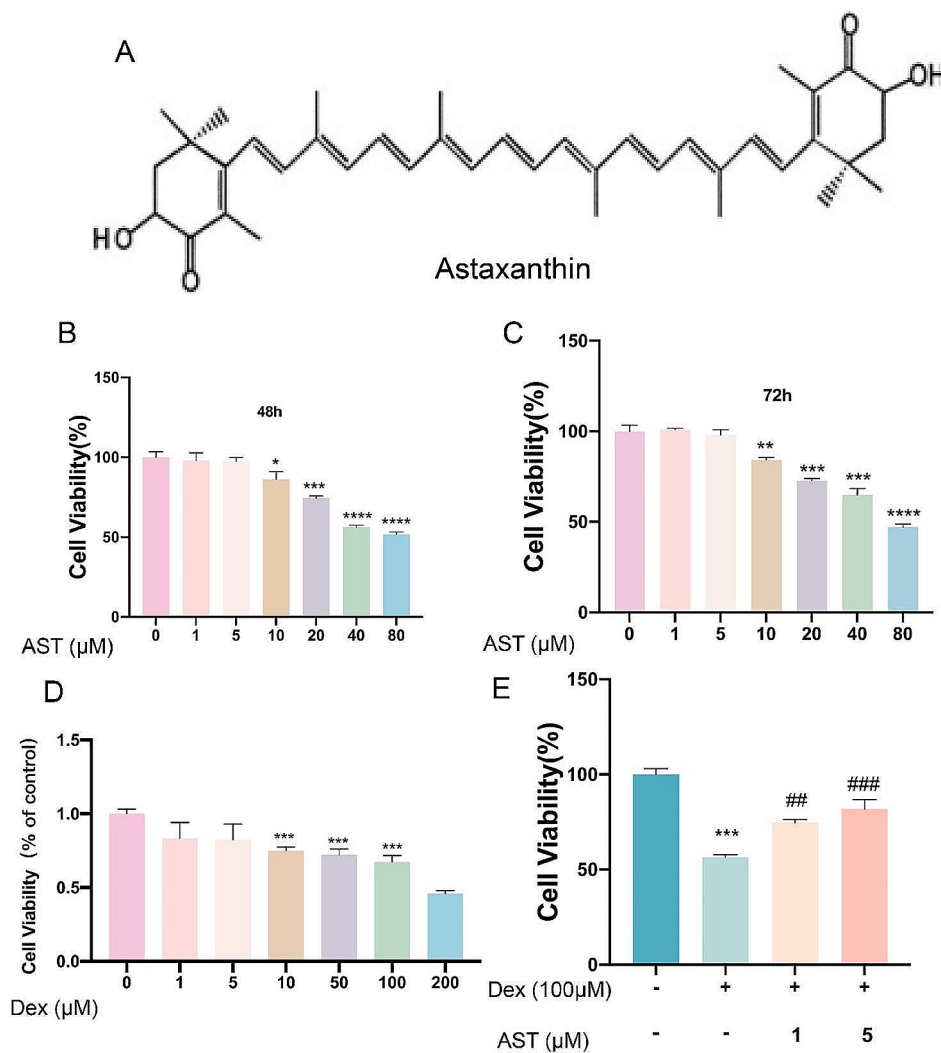 A
O
OH
HO
O
Astaxanthin
B
48h
Cell Viability(%)
150
100
50
0
* *** **** ****
0 1 5 10 20 40 80
AST (μM)
C
72h
Cell Viability(%)
150
100
50
0
** *** *** ****
0 1 5 10 20 40 80
AST (μM)
D
Cell Viability (% of control)
1.5
1.0
0.5
0.0
*** *** ***
0 1 5 10 50 100 200
Dex (μM)
E
Cell Viability(%)
150
100
50
0
*** ## ###
Dex (100μM) - + + +
AST (μM) - - 1 5